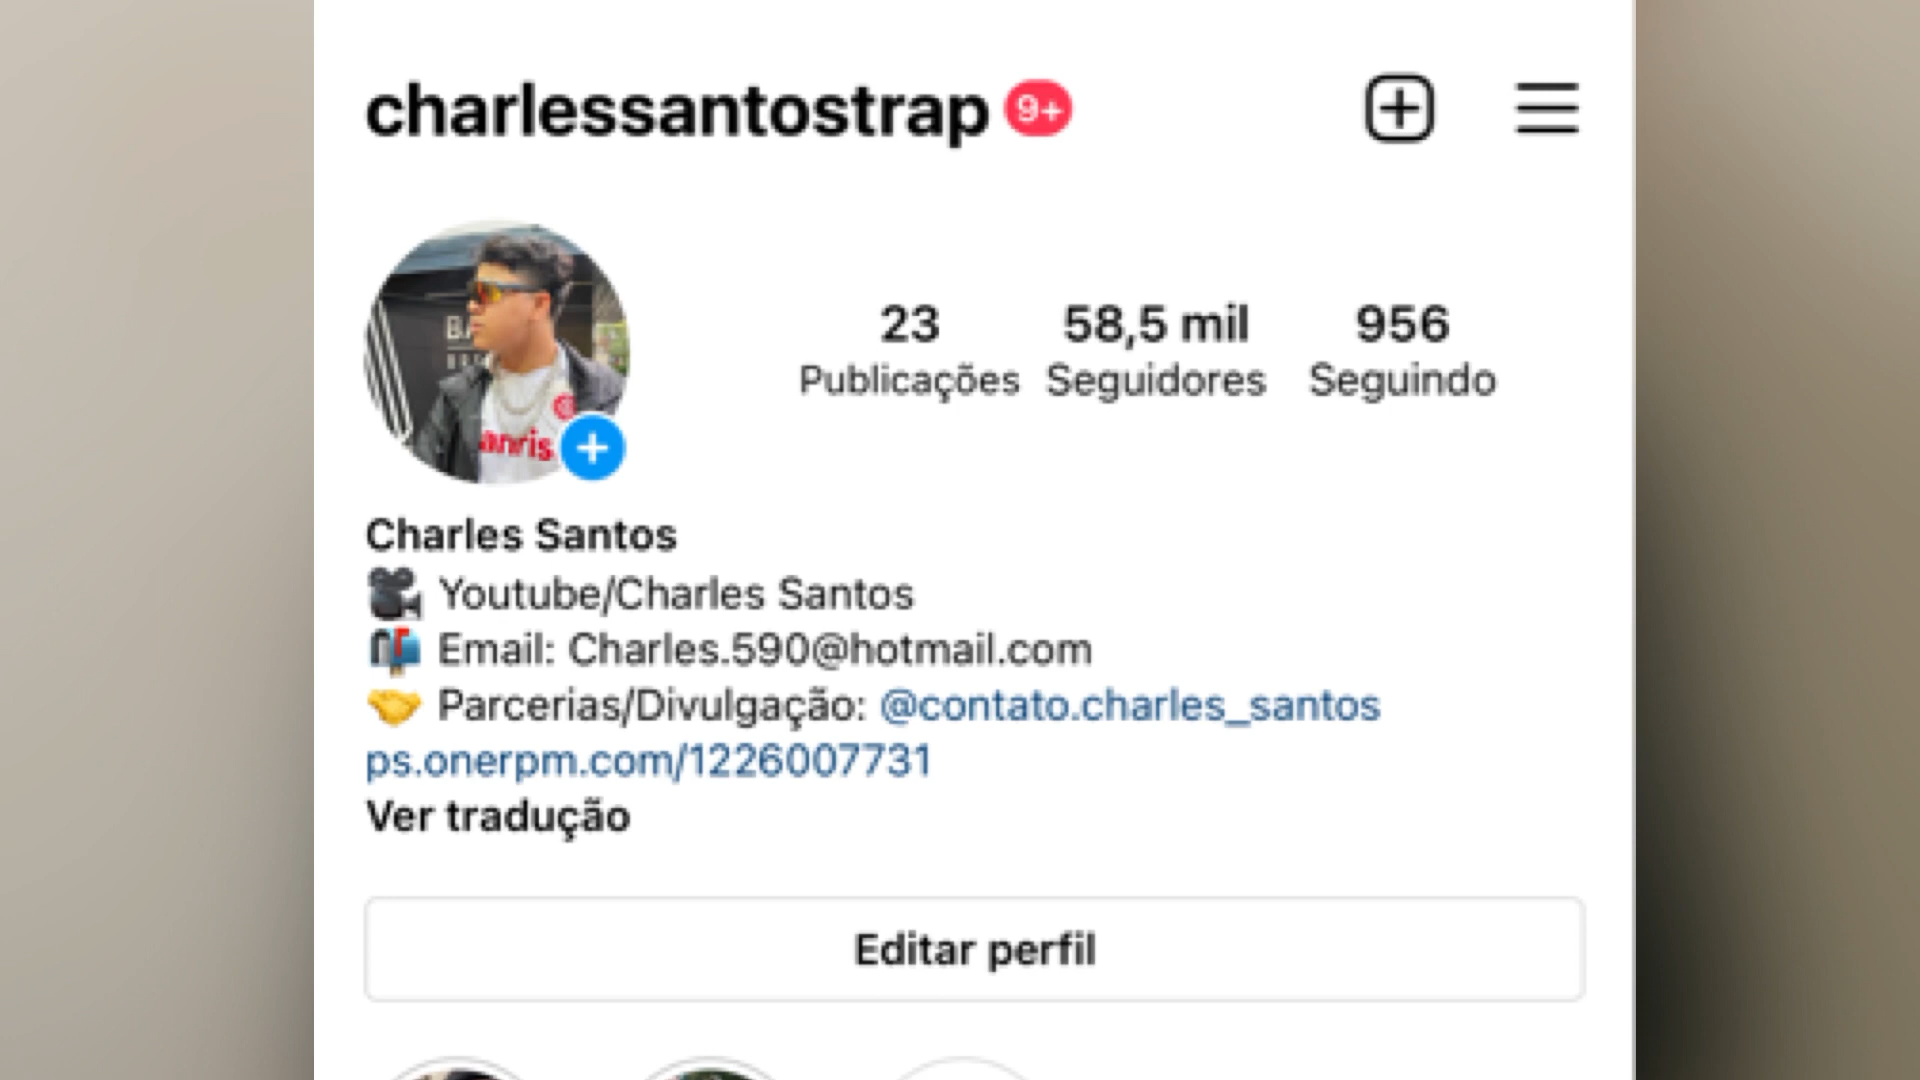 charlessantostrap 9+
23 58,5 mil 956
Publicações Seguidores Seguindo
anris
Charles Santos
Youtube/Charles Santos
Email: Charles.590@hotmail.com
Parcerias/Divulgação: @contato.charles_santos
ps.onerpm.com/1226007731
Ver tradução
Editar perfil